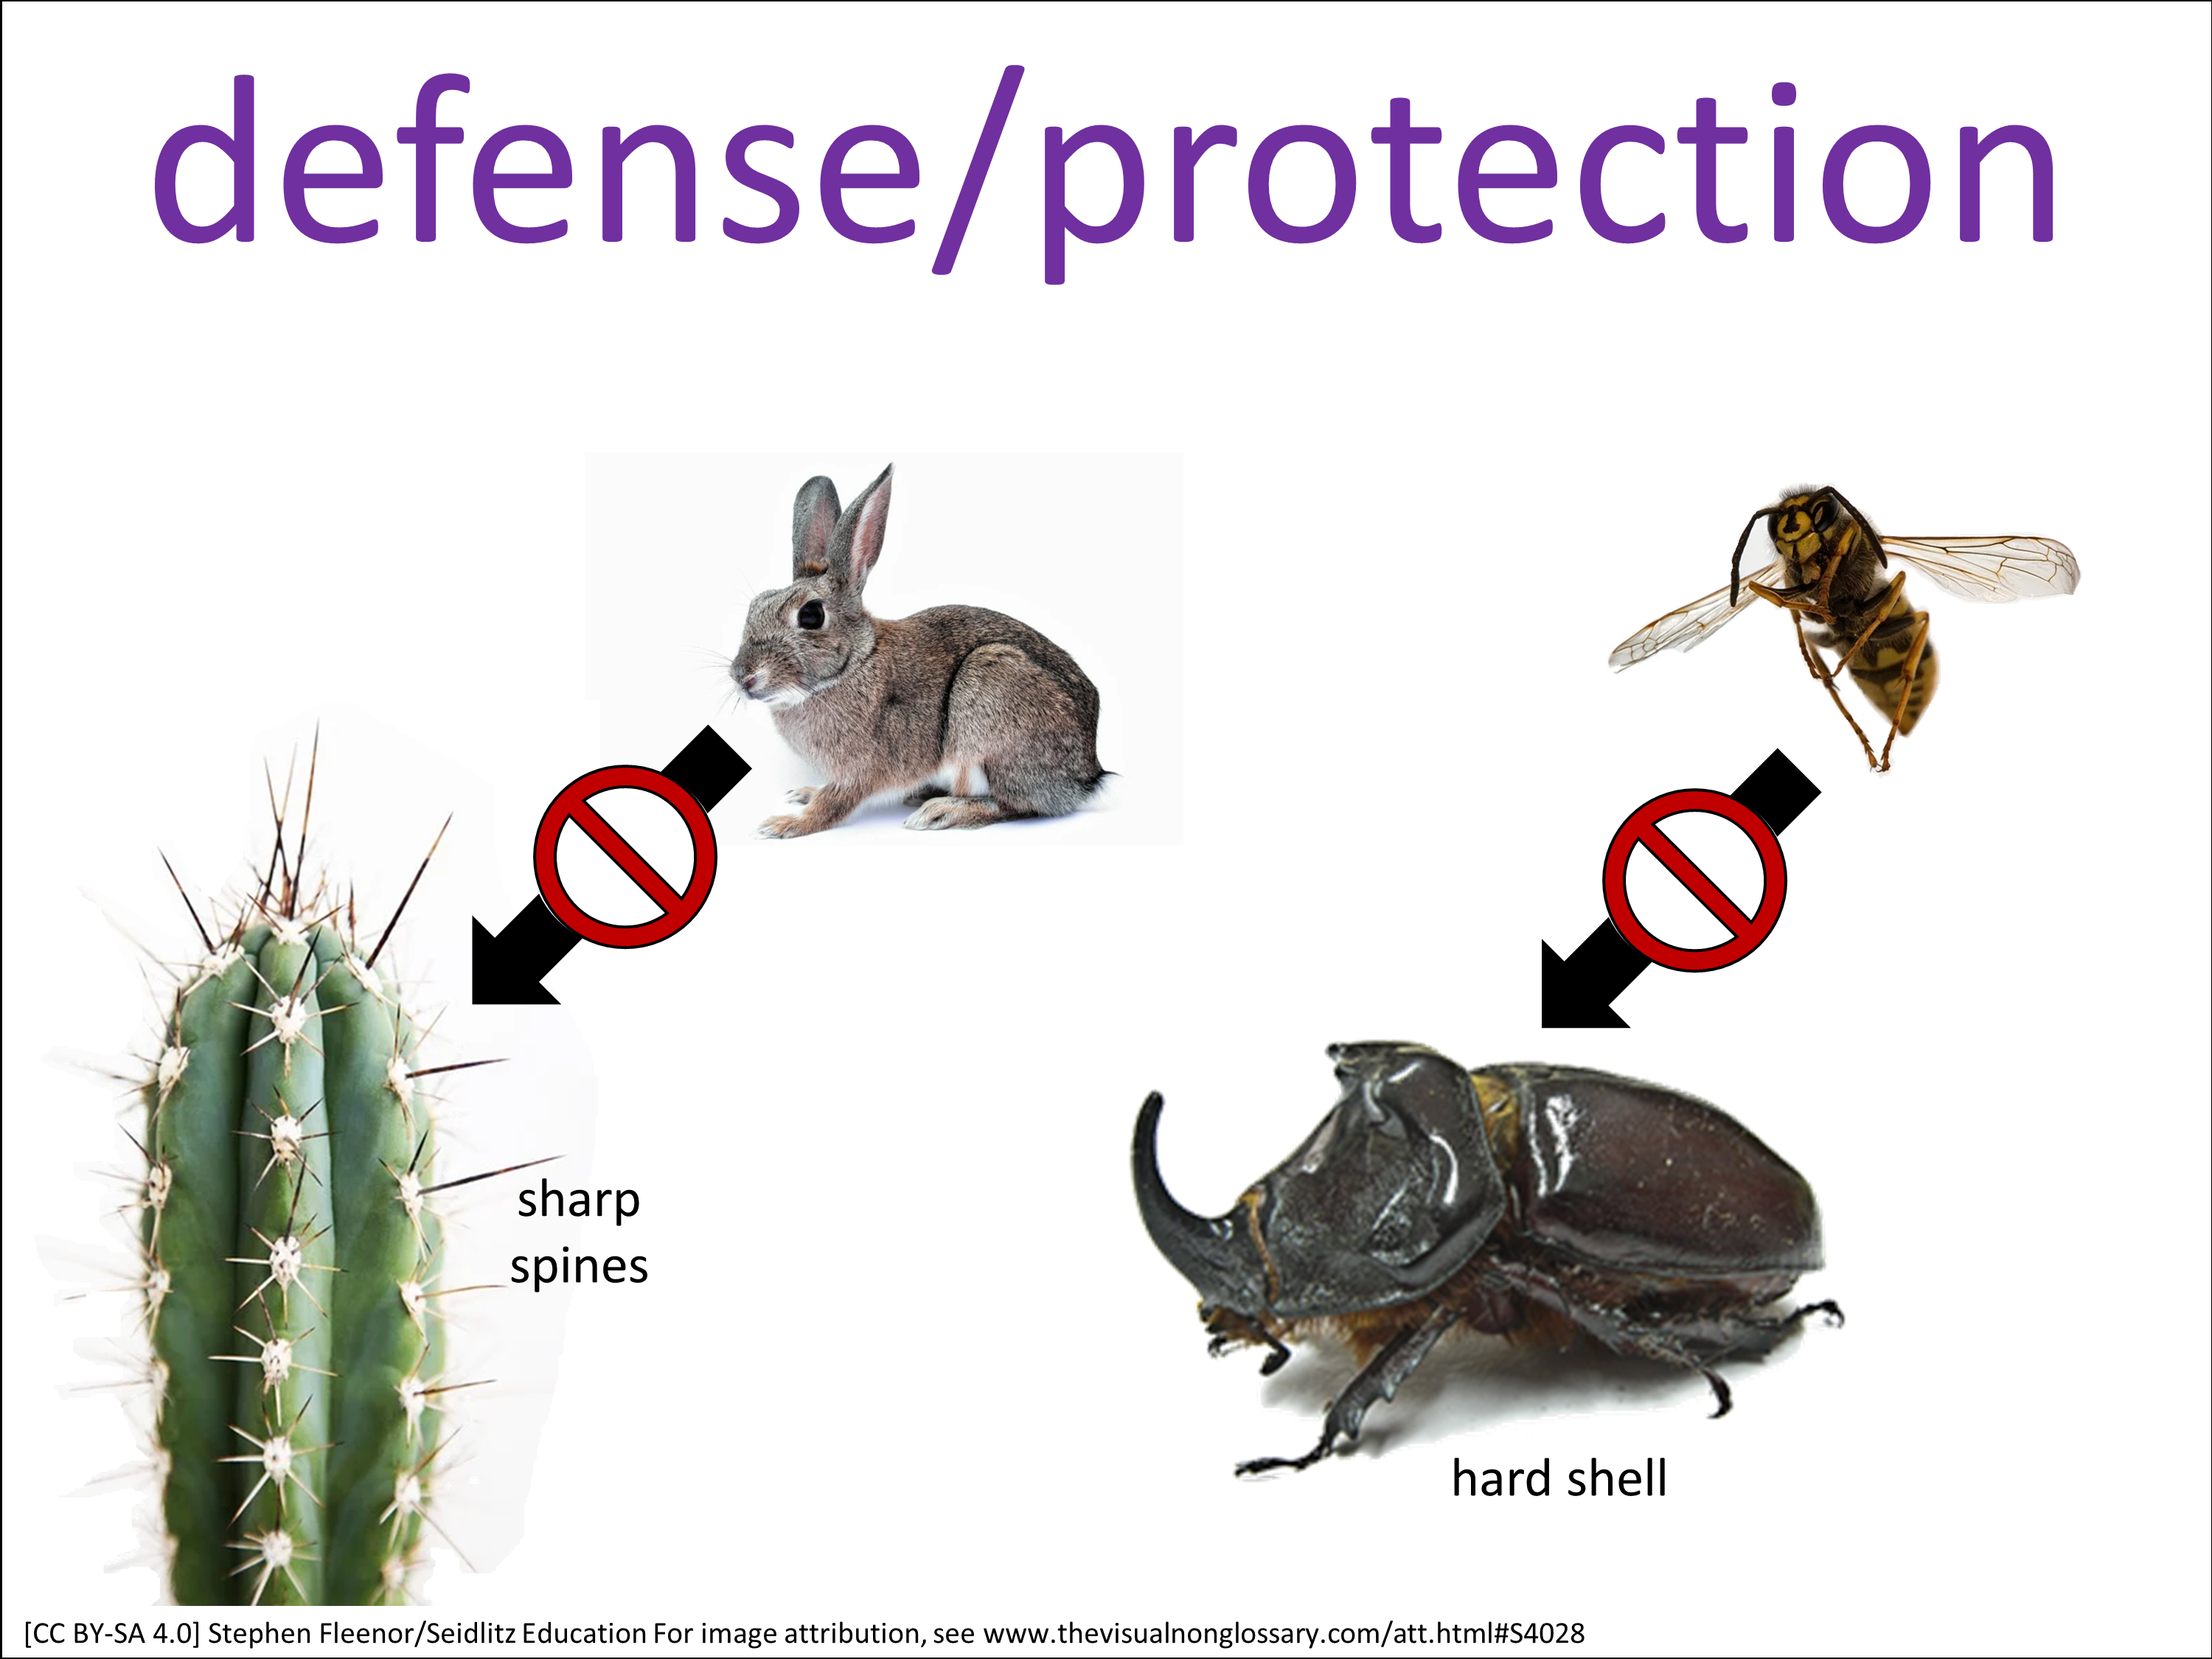 defense/protection
sharp
spines
hard shell
[CC BY-SA 4.0] Stephen Fleenor/Seidlitz Education For image attribution, see www.thevisualnonglossary.com/att.html#S4028